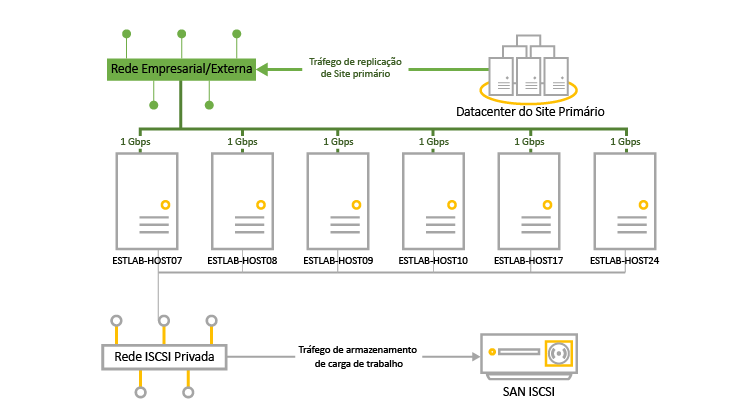 Rede Empresarial/Externa
Tráfego de replicação
de Site primário
Datacenter do Site Primário
1 Gbps
1 Gbps
1 Gbps
1 Gbps
1 Gbps
1 Gbps
ESTLAB-HOST07
ESTLAB-HOST08
ESTLAB-HOST09
ESTLAB-HOST10
ESTLAB-HOST17
ESTLAB-HOST24
Rede ISCSI Privada
Tráfego de armazenamento
de carga de trabalho
SAN ISCSI